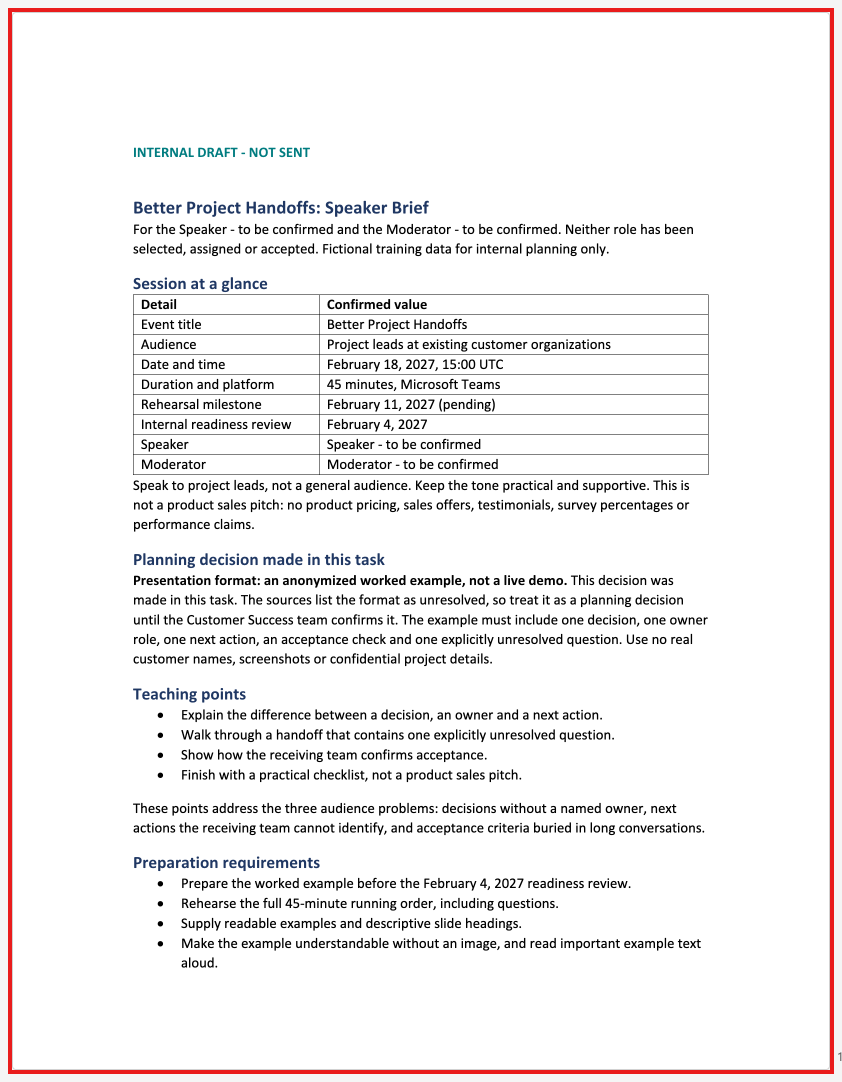 INTERNAL DRAFT - NOT SENT
Better Project Handoffs: Speaker Brief
For the Speaker - to be confirmed and the Moderator - to be confirmed. Neither role has been
selected, assigned or accepted. Fictional training data for internal planning only.
Session at a glance
Detail Confirmed value
Event title Better Project Handoffs
Audience Project leads at existing customer organizations
Date and time February 18, 2027, 15:00 UTC
Duration and platform 45 minutes, Microsoft Teams
Rehearsal milestone February 11, 2027 (pending)
Internal readiness review February 4, 2027
Speaker Speaker - to be confirmed
Moderator Moderator - to be confirmed
Speak to project leads, not a general audience. Keep the tone practical and supportive. This is
not a product sales pitch: no product pricing, sales offers, testimonials, survey percentages or
performance claims.
Planning decision made in this task
Presentation format: an anonymized worked example, not a live demo. This decision was
made in this task. The sources list the format as unresolved, so treat it as a planning decision
until the Customer Success team confirms it. The example must include one decision, one owner
role, one next action, an acceptance check and one explicitly unresolved question. Use no real
customer names, screenshots or confidential project details.
Teaching points
• Explain the difference between a decision, an owner and a next action.
• Walk through a handoff that contains one explicitly unresolved question.
• Show how the receiving team confirms acceptance.
• Finish with a practical checklist, not a product sales pitch.
These points address the three audience problems: decisions without a named owner, next
actions the receiving team cannot identify, and acceptance criteria buried in long conversations.
Preparation requirements
• Prepare the worked example before the February 4, 2027 readiness review.
• Rehearse the full 45-minute running order, including questions.
• Supply readable examples and descriptive slide headings.
• Make the example understandable without an image, and read important example text
aloud.
1